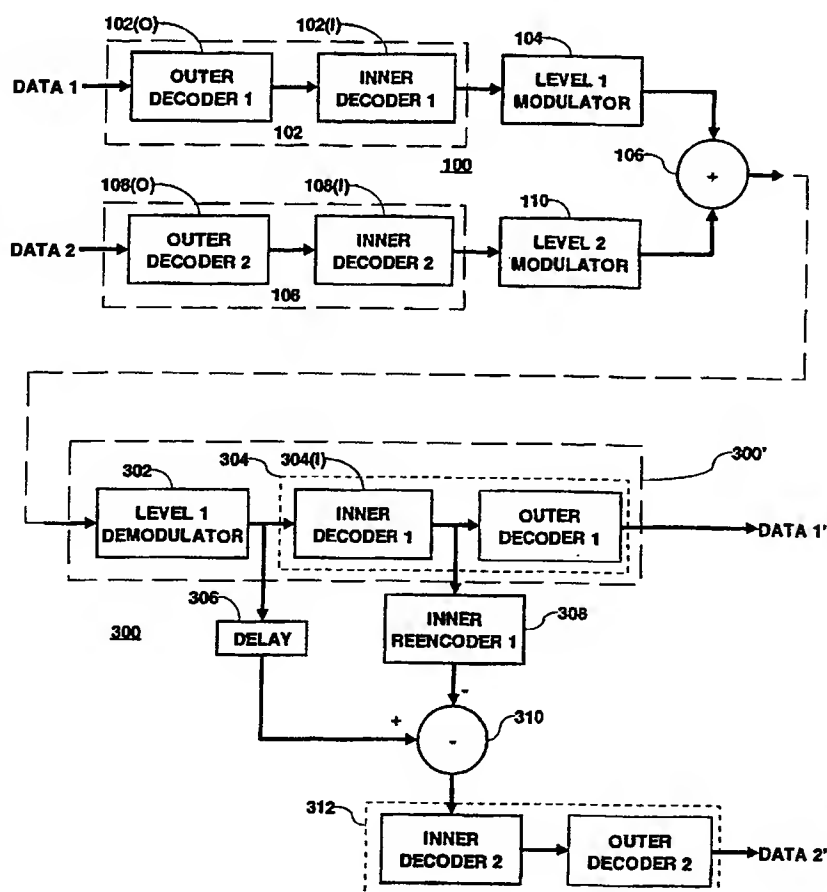 102(O)
102(I)
104
DATA 1
OUTER
DECODER 1
INNER
DECODER 1
LEVEL 1
MODULATOR
102
100
106
+
108(O)
108(I)
110
DATA 2
OUTER
DECODER 2
INNER
DECODER 2
LEVEL 2
MODULATOR
106
302
304
304(I)
300'
LEVEL 1
DEMODULATOR
INNER
DECODER 1
OUTER
DECODER 1
DATA 1'
306
300
DELAY
INNER
REENCODER 1
308
-
+
-
310
312
INNER
DECODER 2
OUTER
DECODER 2
DATA 2'